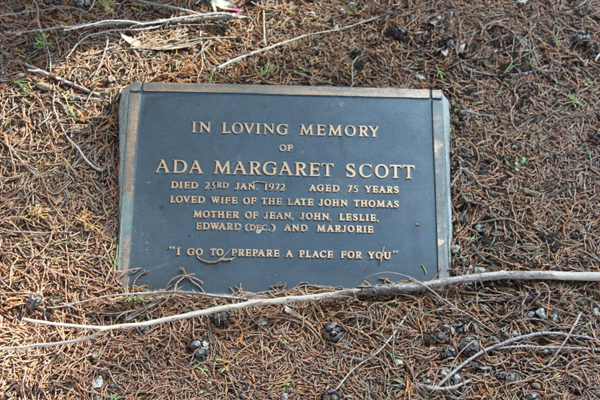 IN LOVING MEMORY
OF
ADA MARGARET SCOTT
DIED 23RD JAN. 1972 AGED 75 YEARS
LOVED WIFE OF THE LATE JOHN THOMAS
MOTHER OF JEAN, JOHN, LESLIE,
EDWARD (DEC.) AND MARJORIE
"I GO TO PREPARE A PLACE FOR YOU"